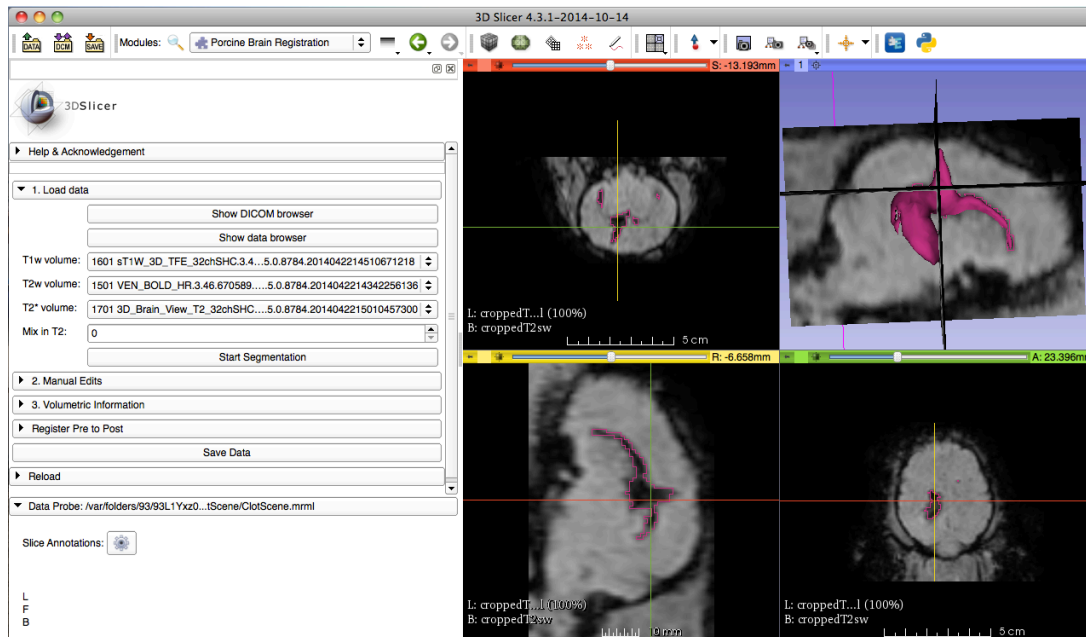 3D Slicer 4.3.1-2014-10-14
DATA DCM SAVE Modules: Porcine Brain Registration
3DSlicer
Help & Acknowledgement
1. Load data
Show DICOM browser
Show data browser
T1w volume: 1601 sT1W_3D_TFE_32chSHC.3.4....5.0.8784.2014042214510671218
T2w volume: 1501 VEN_BOLD_HR.3.46.670589.....5.0.8784.2014042214342256136
T2* volume: 1701 3D_Brain_View_T2_32chSHC....5.0.8784.2014042215010457300
Mix in T2: 0
Start Segmentation
2. Manual Edits
3. Volumetric Information
Register Pre to Post
Save Data
Reload
Data Probe: /var/folders/93/93L1Yxz0...tScene/ClotScene.mrml
Slice Annotations:
L
F
B
S: -13.193mm
L: croppedT...l (100%)
B: croppedT2sw
5 cm
1
R: -6.658mm
L: croppedT...l (100%)
B: croppedT2sw
10 mm
A: 23.396mm
L: croppedT...l (100%)
B: croppedT2sw
5 cm